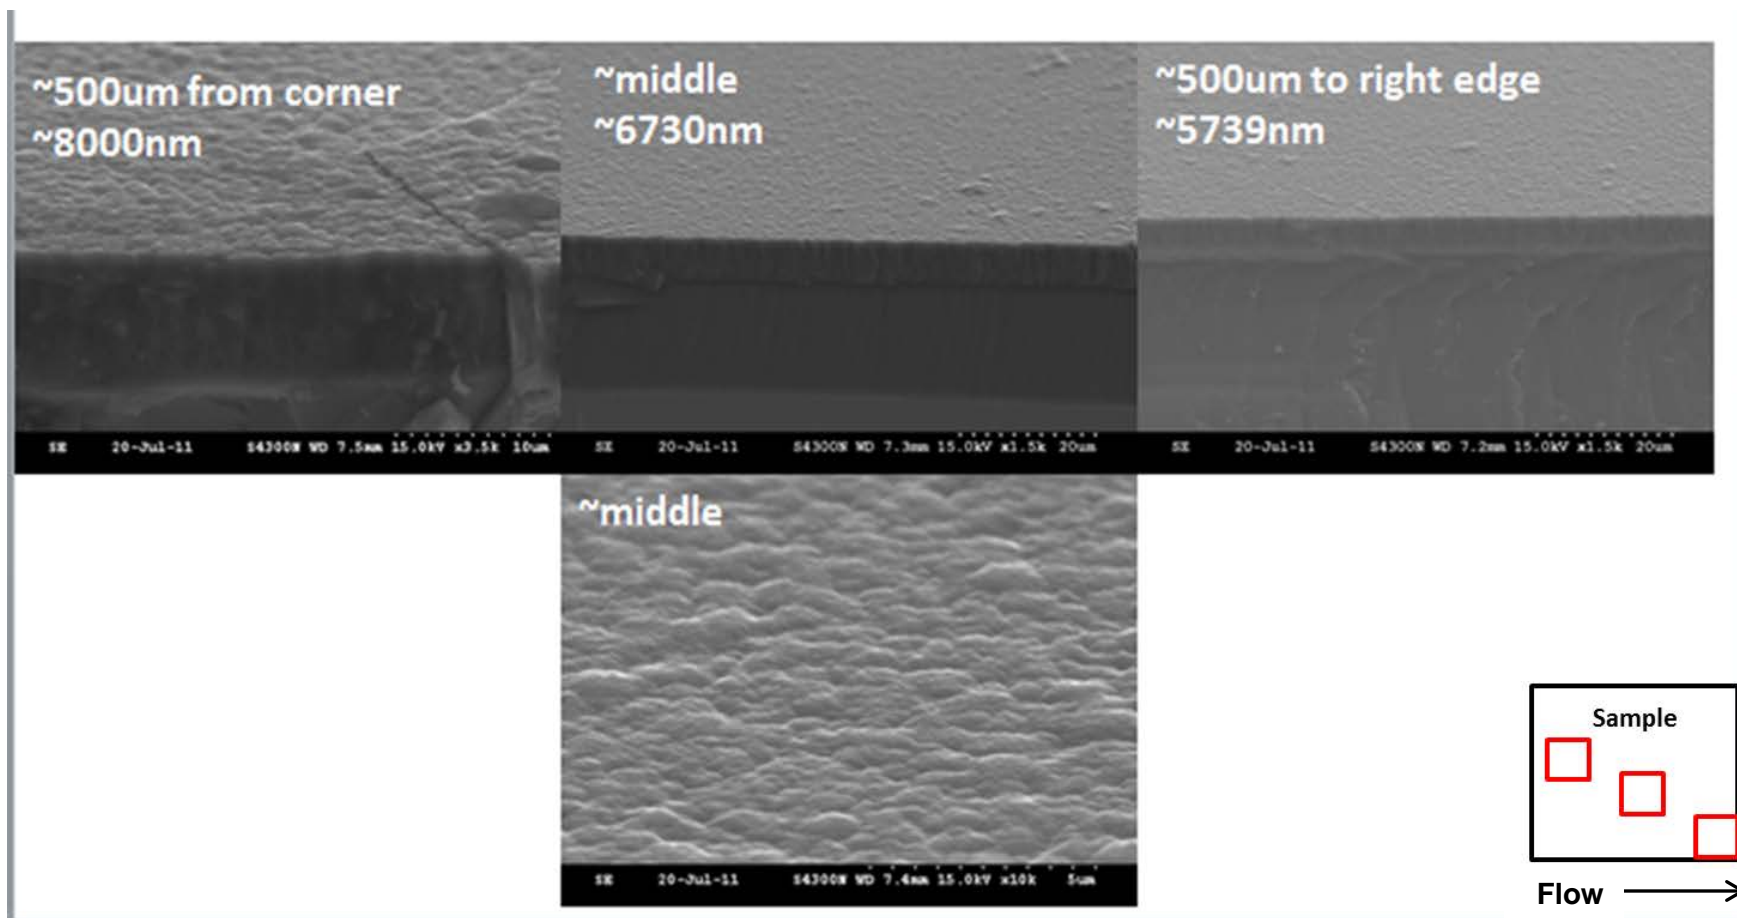 ~500um from corner
~8000nm
~middle
~6730nm
~500um to right edge
~5739nm
SE 20-Jul-11 S4300N WD 7.5mm 15.0kV x3.5k 10um
SE 20-Jul-11 S4300N WD 7.3mm 15.0kV x1.5k 20um
SE 20-Jul-11 S4300N WD 7.2mm 15.0kV x1.5k 20um
~middle
SE 20-Jul-11 S4300N WD 7.4mm 15.0kV x10k 5um
Sample
Flow